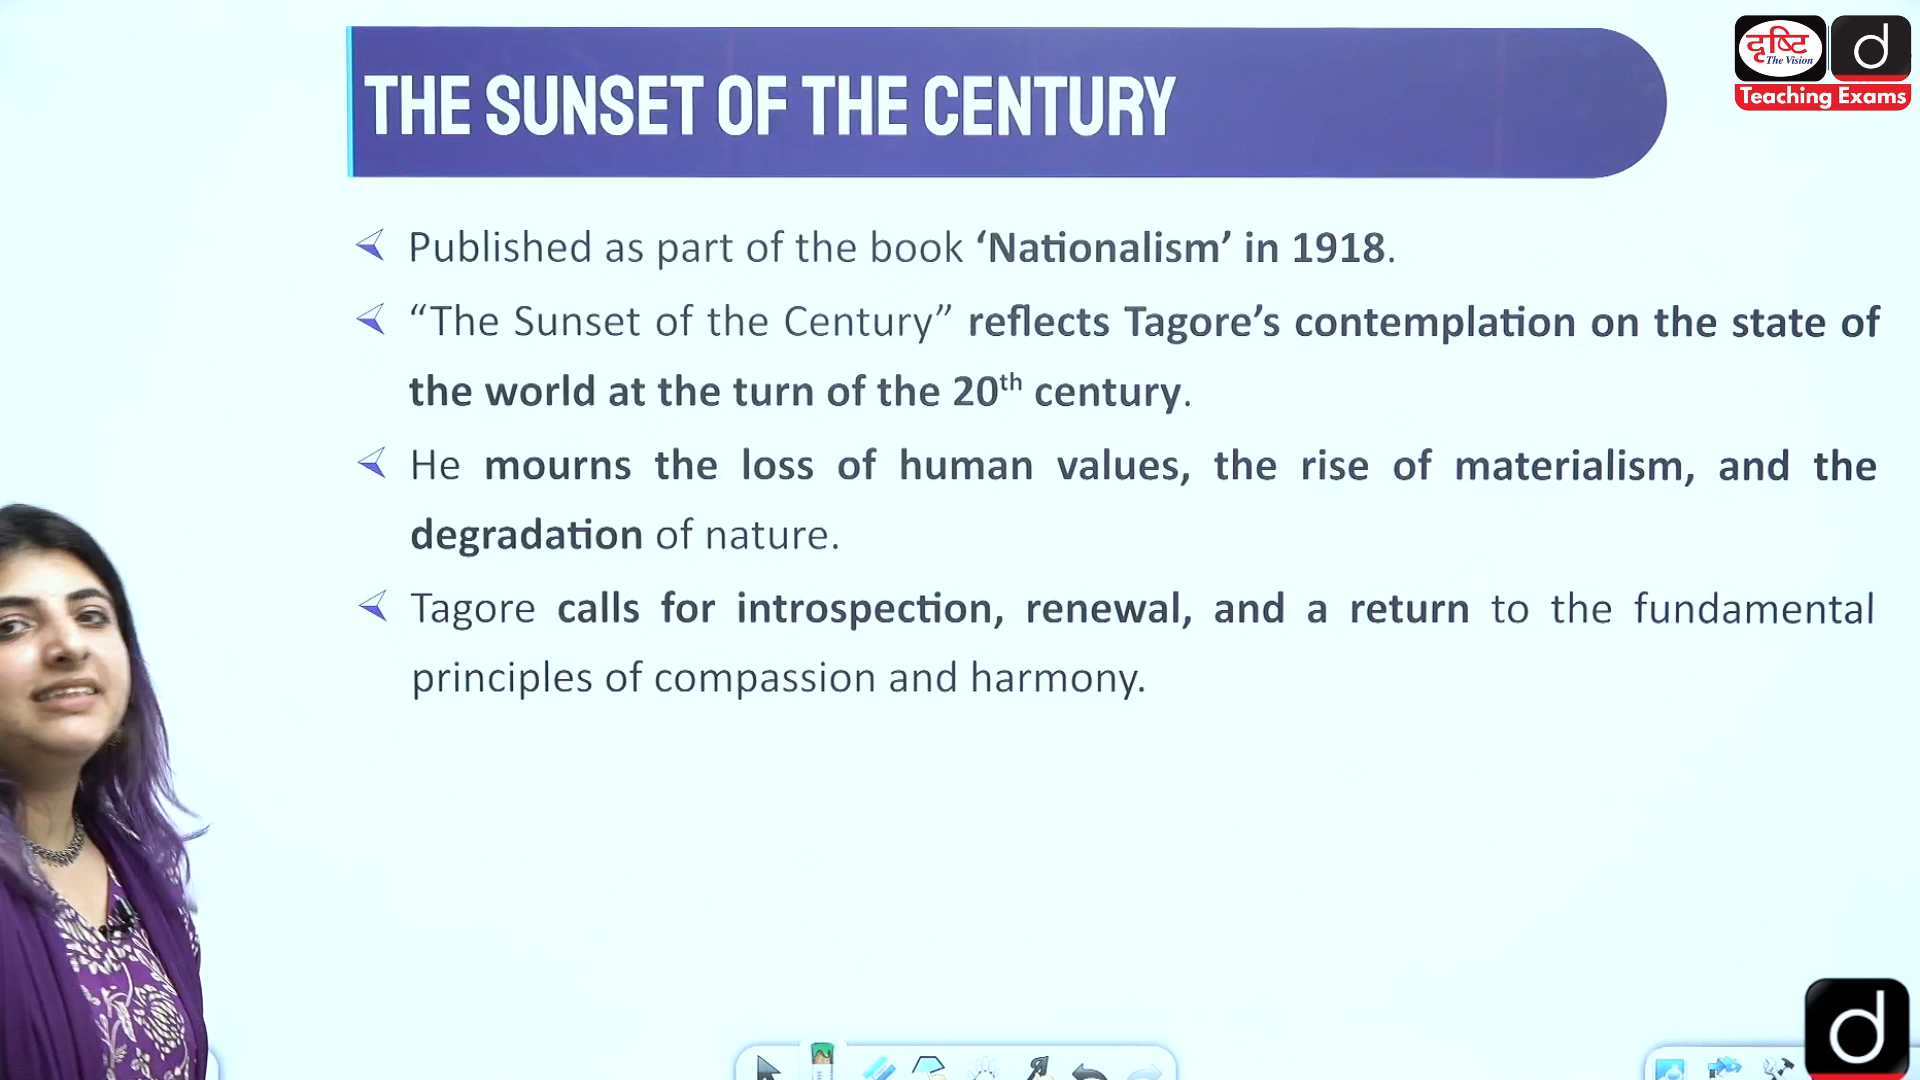 THE SUNSET OF THE CENTURY
दृष्टि
The Vision
d
Teaching Exams
Published as part of the book ‘Nationalism’ in 1918.
“The Sunset of the Century” reflects Tagore’s contemplation on the state of
the world at the turn of the 20th century.
He mourns the loss of human values, the rise of materialism, and the
degradation of nature.
Tagore calls for introspection, renewal, and a return to the fundamental
principles of compassion and harmony.
d